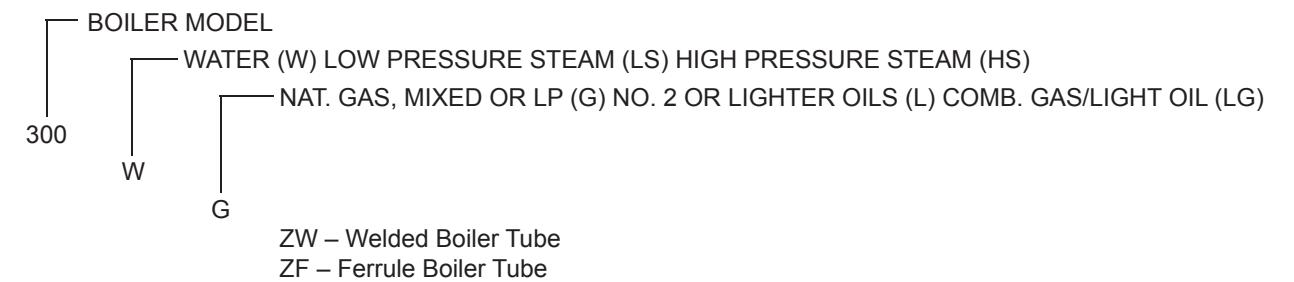 BOILER MODEL
WATER (W) LOW PRESSURE STEAM (LS) HIGH PRESSURE STEAM (HS)
NAT. GAS, MIXED OR LP (G) NO. 2 OR LIGHTER OILS (L) COMB. GAS/LIGHT OIL (LG)
300
W
G
ZW – Welded Boiler Tube
ZF – Ferrule Boiler Tube